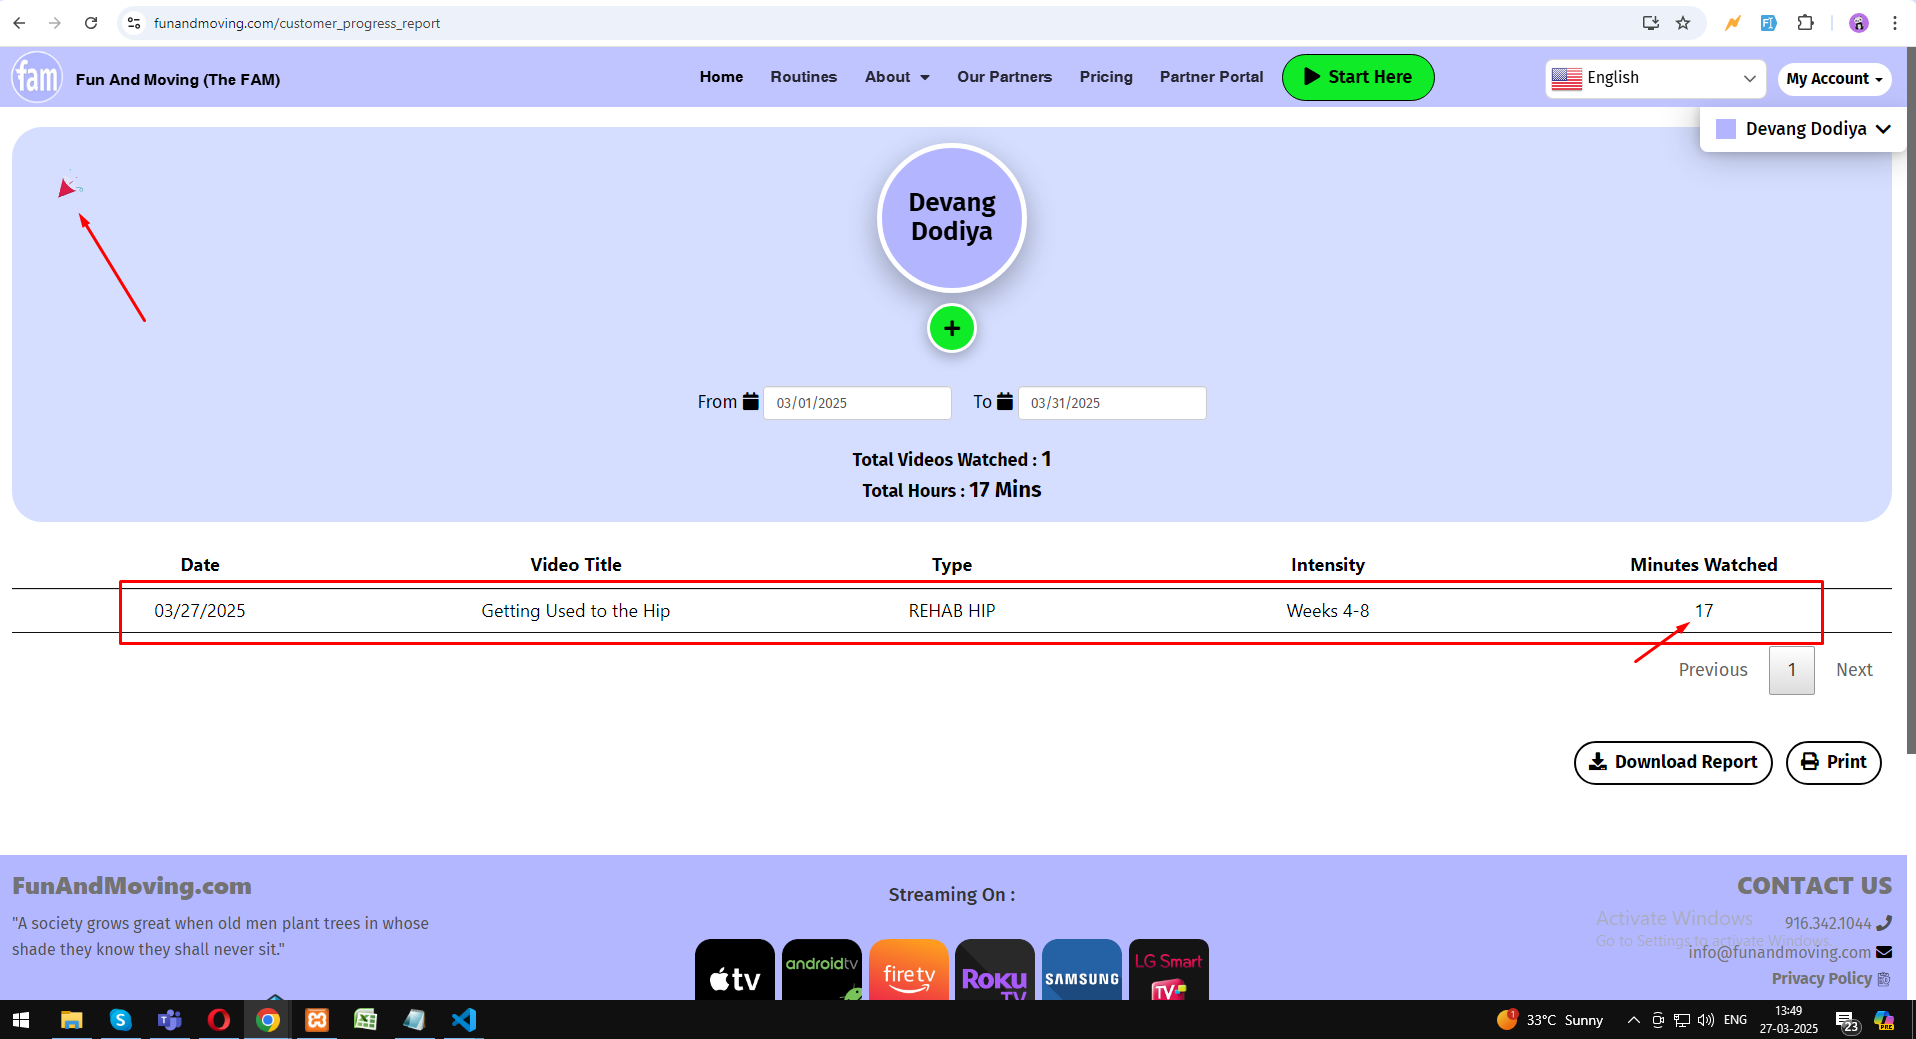 funandmoving.com/customer_progress_report
fam
Fun And Moving (The FAM)
Home Routines About Our Partners Pricing Partner Portal Start Here
English
My Account
Devang Dodiya
Devang
Dodiya
+
From 03/01/2025 To 03/31/2025
Total Videos Watched : 1
Total Hours : 17 Mins
Date Video Title Type Intensity Minutes Watched
03/27/2025 Getting Used to the Hip REHAB HIP Weeks 4-8 17
Previous 1 Next
Download Report Print
FunAndMoving.com
"A society grows great when old men plant trees in whose
shade they know they shall never sit."
Streaming On :
tv
androidtv
firetv
ROKU
TV
SAMSUNG
LG Smart
TV
CONTACT US
916.342.1044
info@funandmoving.com
Privacy Policy
Activate Windows
Go to Settings to activate Windows.
33°C Sunny
ENG
13:49
27-03-2025
23